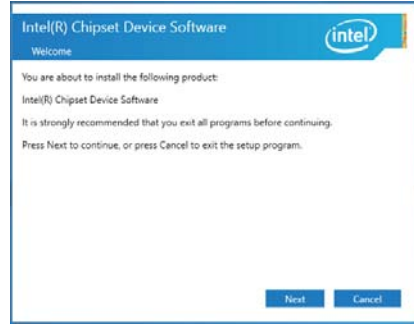 Intel(R) Chipset Device Software
intel
Welcome
You are about to install the following product:
Intel(R) Chipset Device Software
It is strongly recommended that you exit all programs before continuing.
Press Next to continue, or press Cancel to exit the setup program.
Next Cancel